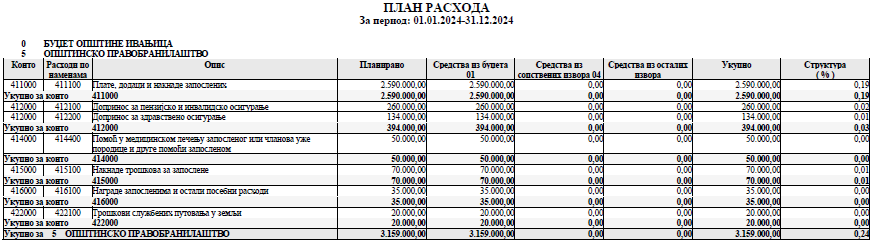 ПЛАН РАСХОДА
За период: 01.01.2024-31.12.2024
0 БУЏЕТ ОПШТИНЕ ИВАЊИЦА
5 ОПШТИНСКО ПРАВОБРАНИЛАШТВО
Конто Расходи по наменама Опис Планирано Средства из буџета 01 Средства из сопствених извора 04 Средства из осталих извора Укупно Структура ( % )
411000 411100 Плате, додаци и накнаде запослених 2.590.000,00 2.590.000,00 0,00 0,00 2.590.000,00 0,19
Укупно за конто 411000 2.590.000,00 2.590.000,00 0,00 0,00 2.590.000,00 0,19
412000 412100 Допринос за пензијско и инвалидско осигурање 260.000,00 260.000,00 0,00 0,00 260.000,00 0,02
412000 412200 Допринос за здравствено осигурање 134.000,00 134.000,00 0,00 0,00 134.000,00 0,01
Укупно за конто 412000 394.000,00 394.000,00 0,00 0,00 394.000,00 0,03
414000 414400 Помоћ у медицинском лечењу запосленог или чланова уже 50.000,00 50.000,00 0,00 0,00 50.000,00 0,00
породице и друге помоћи запосленом
Укупно за конто 414000 50.000,00 50.000,00 0,00 0,00 50.000,00 0,00
415000 415100 Накнаде трошкова за запослене 70.000,00 70.000,00 0,00 0,00 70.000,00 0,01
Укупно за конто 415000 70.000,00 70.000,00 0,00 0,00 70.000,00 0,01
416000 416100 Награде запосленима и остали посебни расходи 35.000,00 35.000,00 0,00 0,00 35.000,00 0,00
Укупно за конто 416000 35.000,00 35.000,00 0,00 0,00 35.000,00 0,00
422000 422100 Трошкови службених путовања у земљи 20.000,00 20.000,00 0,00 0,00 20.000,00 0,00
Укупно за конто 422000 20.000,00 20.000,00 0,00 0,00 20.000,00 0,00
Укупно за 5 ОПШТИНСКО ПРАВОБРАНИЛАШТВО 3.159.000,00 3.159.000,00 0,00 0,00 3.159.000,00 0,24